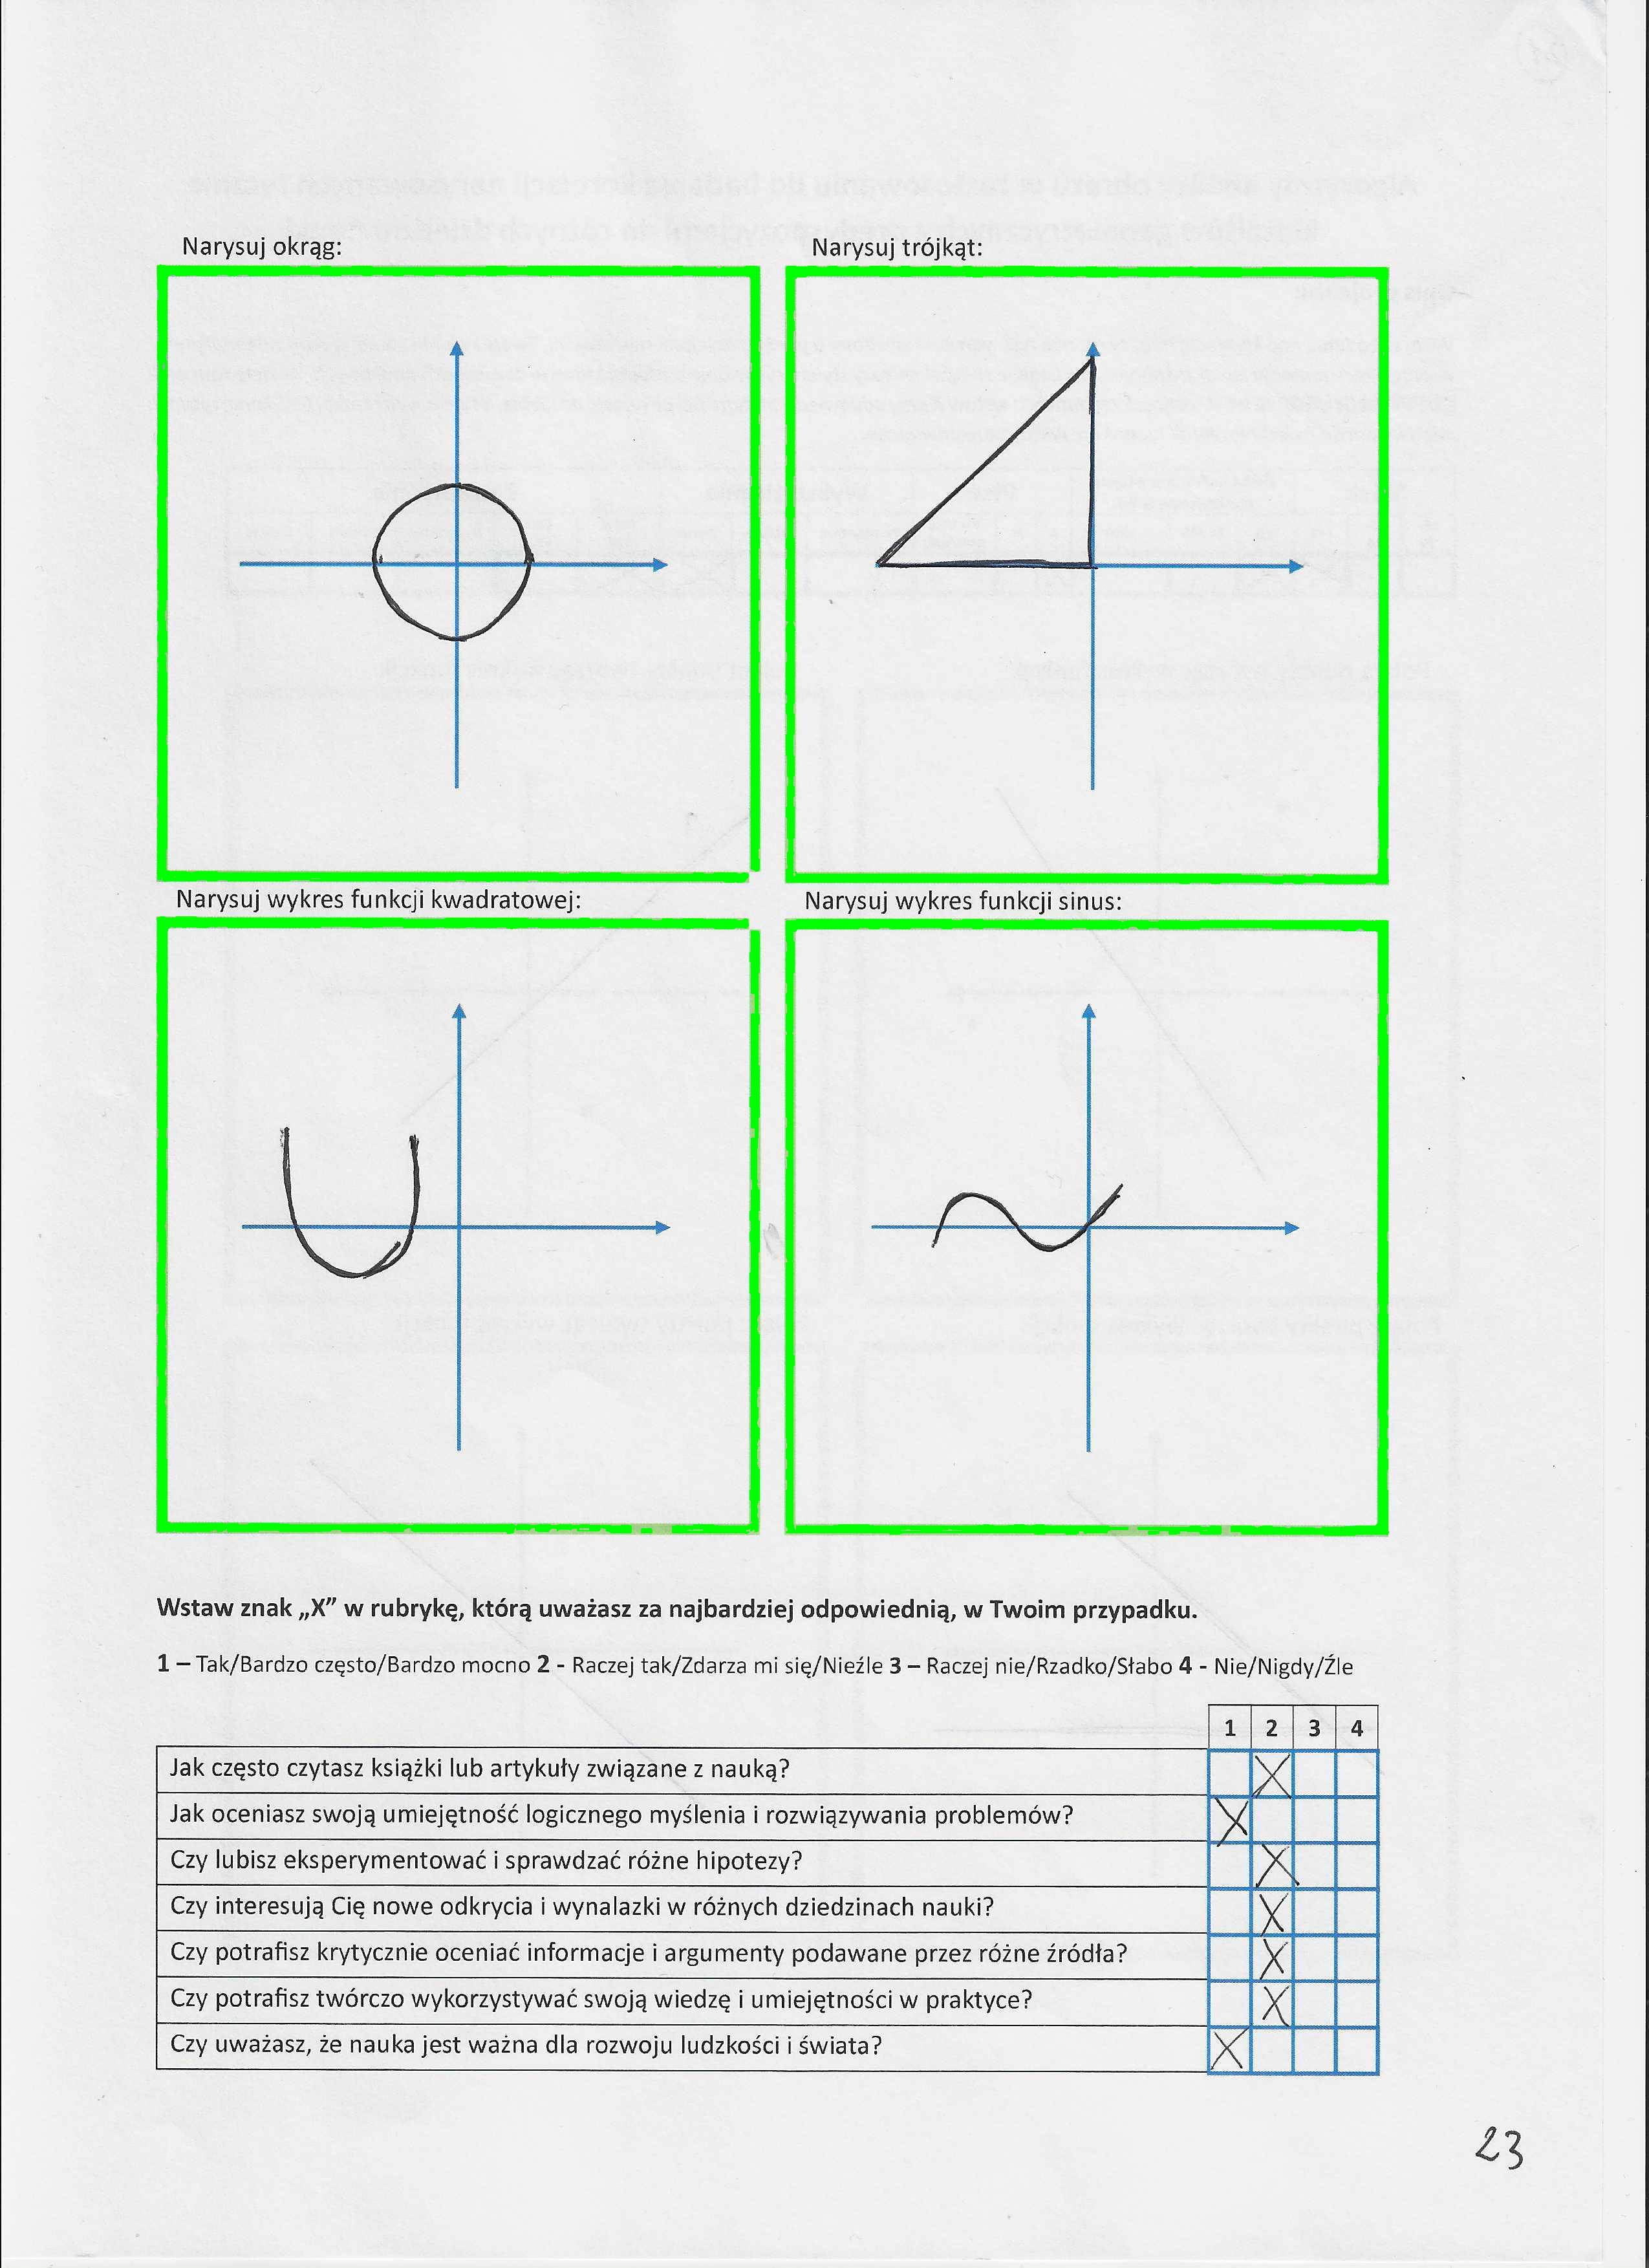 Narysuj okrąg:
Narysuj trójkąt:
Narysuj wykres funkcji kwadratowej:
Narysuj wykres funkcji sinus:
Wstaw znak „X” w rubrykę, którą uważasz za najbardziej odpowiednią, w Twoim przypadku.
1 – Tak/Bardzo często/Bardzo mocno 2 - Raczej tak/Zdarza mi się/Nieźle 3 – Raczej nie/Rzadko/Słabo 4 - Nie/Nigdy/Źle
1 2 3 4
Jak często czytasz książki lub artykuły związane z nauką? X
Jak oceniasz swoją umiejętność logicznego myślenia i rozwiązywania problemów? X
Czy lubisz eksperymentować i sprawdzać różne hipotezy? X
Czy interesują Cię nowe odkrycia i wynalazki w różnych dziedzinach nauki? X
Czy potrafisz krytycznie oceniać informacje i argumenty podawane przez różne źródła? X
Czy potrafisz twórczo wykorzystywać swoją wiedzę i umiejętności w praktyce? X
Czy uważasz, że nauka jest ważna dla rozwoju ludzkości i świata? X
23